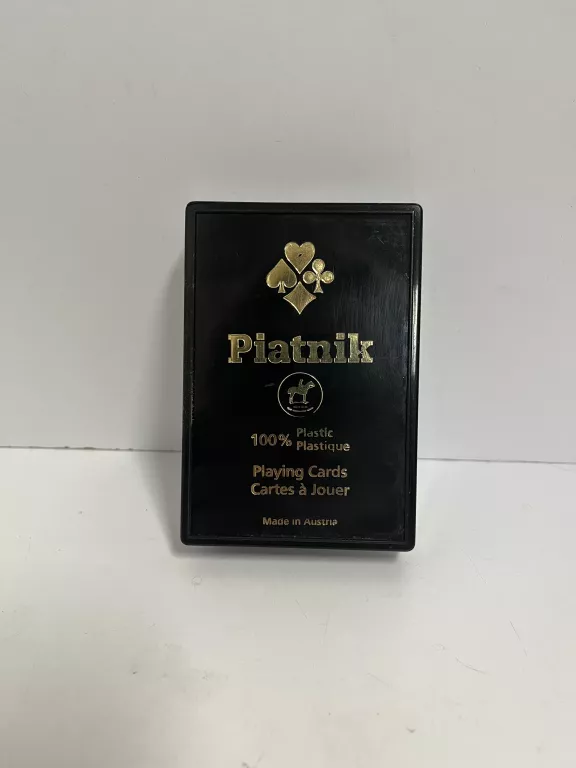 Piatnik
100% Plastic
Plastique
Playing Cards
Cartes à Jouer
Made in Austria